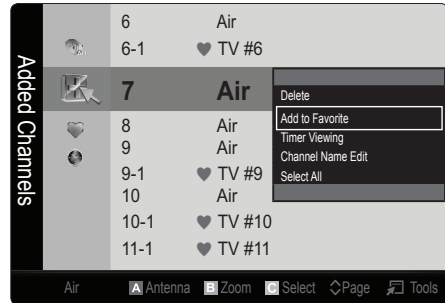 Added Channels
6 Air
6-1 ♥ TV #6
7 Air
8 Air
9 Air
9-1 ♥ TV #9
10 Air
10-1 ♥ TV #10
11-1 ♥ TV #11
Delete
Add to Favorite
Timer Viewing
Channel Name Edit
Select All
Air A Antenna B Zoom C Select Page Tools